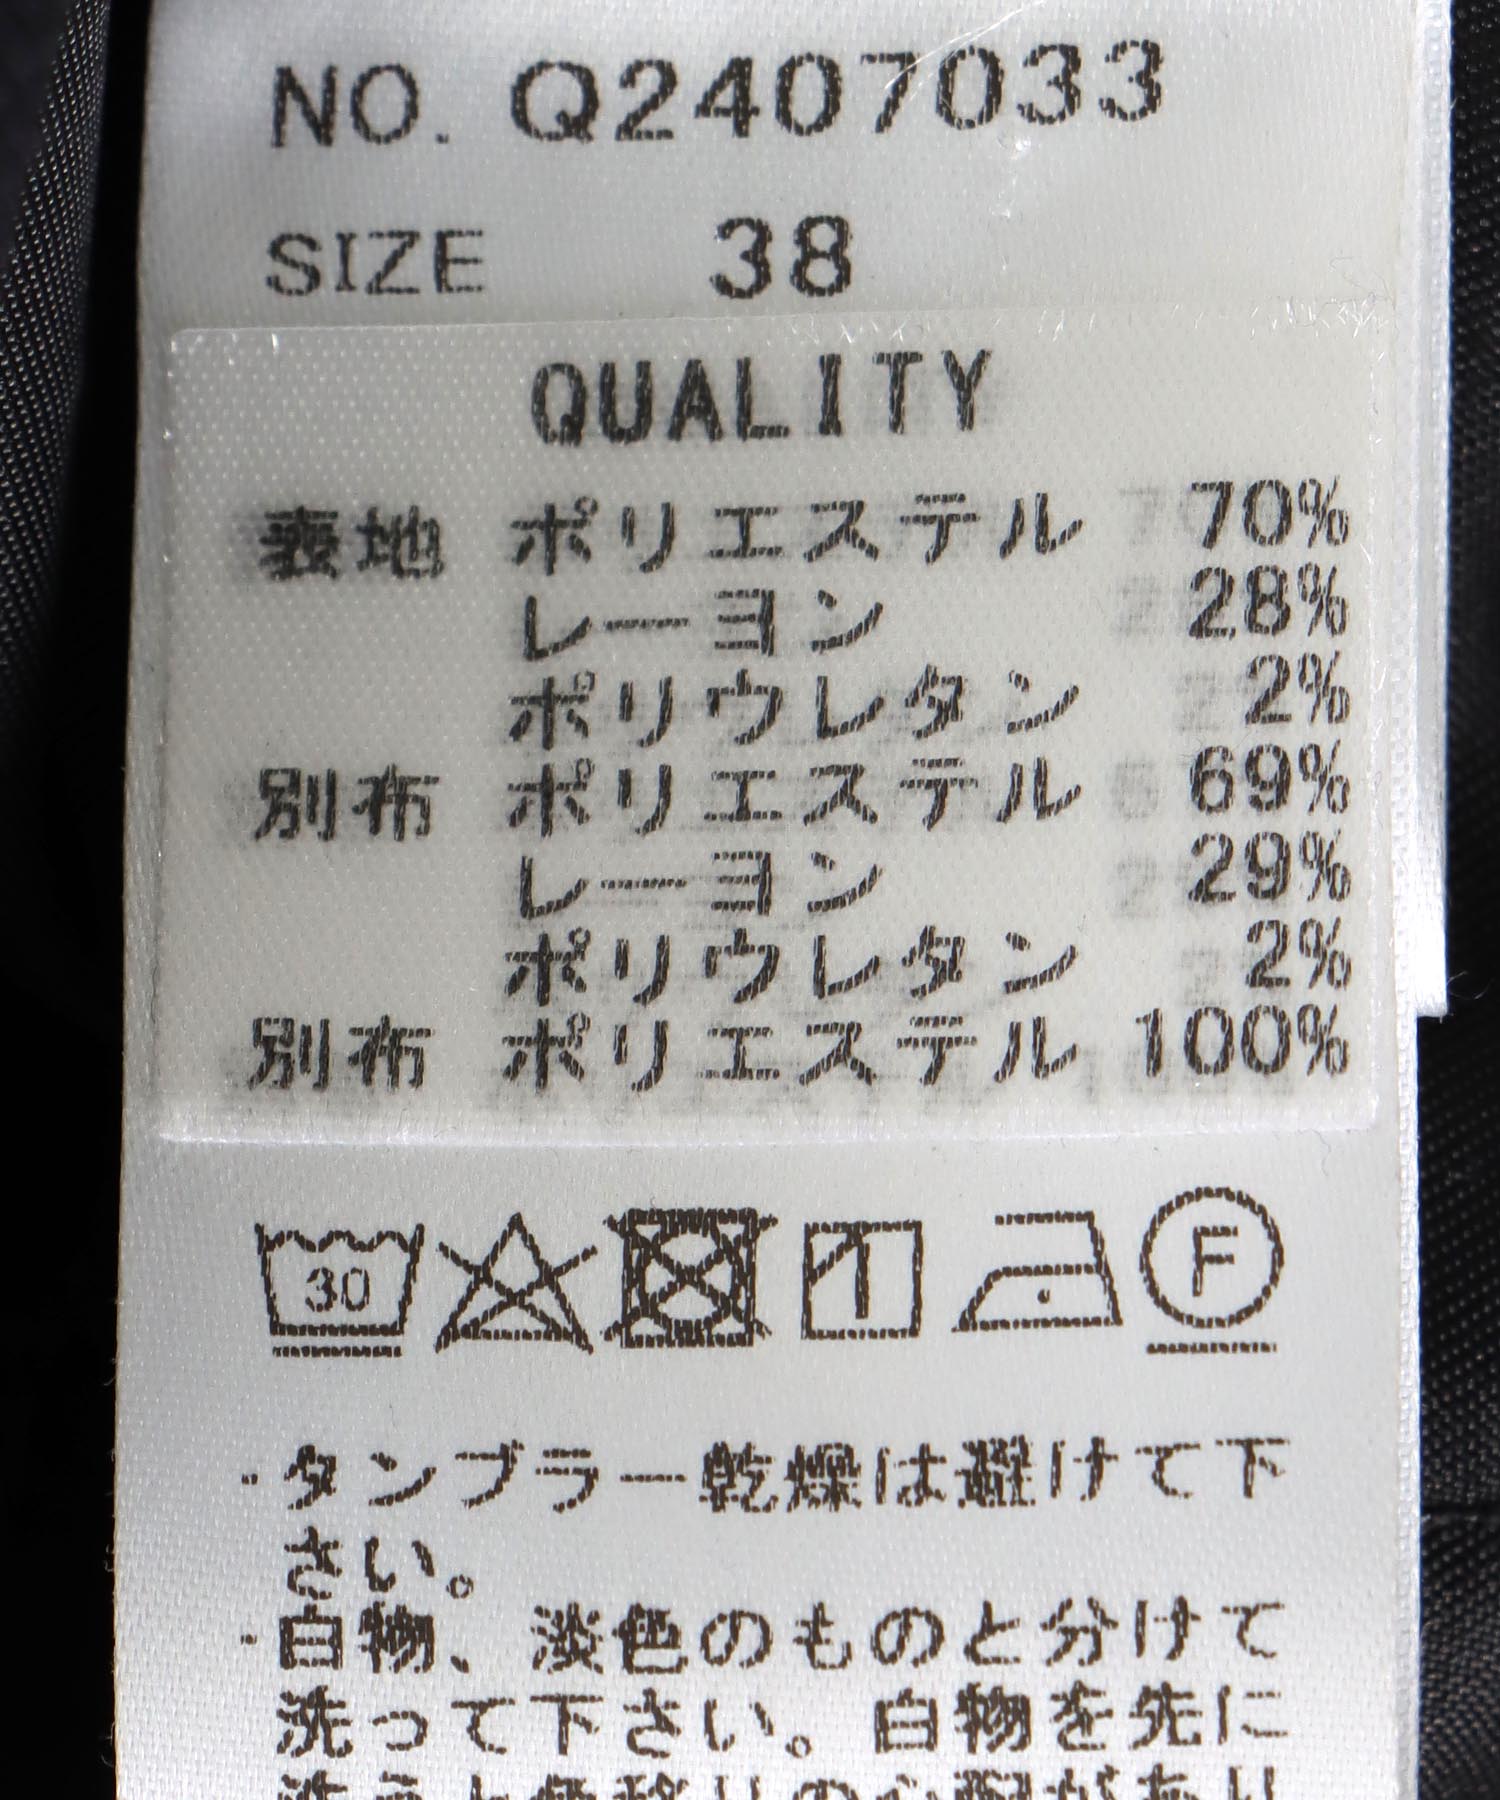 NO. Q2407033
SIZE 38
QUALITY
表地 ポリエステル 70%
レーヨン 28%
ポリウレタン 2%
別布 ポリエステル 69%
レーヨン 29%
ポリウレタン 2%
別布 ポリエステル 100%
30 F
・タンブラー乾燥は避けて下
さい。
・白物、淡色のものと分けて
洗って下さい。白物を先に